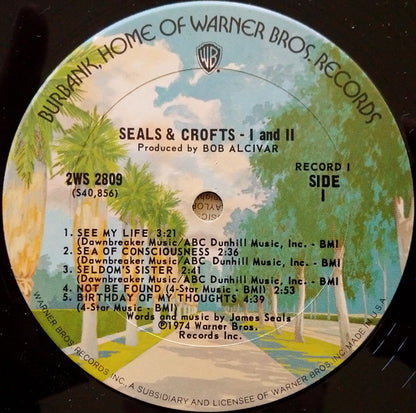 BURBANK, HOME OF WARNER BROS. RECORDS
WB
SEALS & CROFTS - I and II
Produced by BOB ALCIVAR
2WS 2809
(S40,856)
RECORD I
SIDE
I
1. SEE MY LIFE 3:21
(Dawnbreaker Music/ABC Dunhill Music, Inc. - BMI)
2. SEA OF CONSCIOUSNESS 2:36
(Dawnbreaker Music/ABC Dunhill Music, Inc. - BMI)
3. SELDOM'S SISTER 2:41
(Dawnbreaker Music/ABC Dunhill Music, Inc. - BMI)
4. NOT BE FOUND (4-Star Music - BMI) 2:53
5. BIRTHDAY OF MY THOUGHTS 4:39
(4-Star Music - BMI)
Words and music by James Seals
℗©1974 Warner Bros.
Records Inc.
WARNER BROS. RECORDS INC., A SUBSIDIARY AND LICENSEE OF WARNER BROS. INC. MADE IN U.S.A.